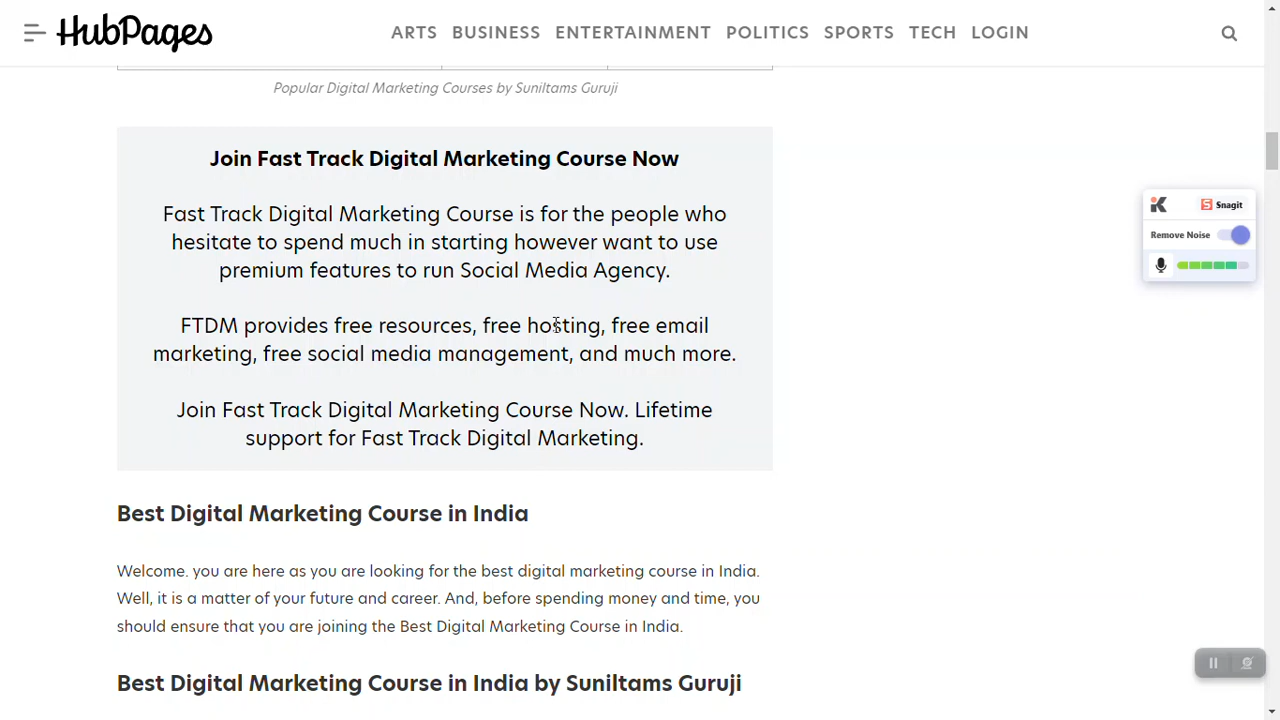 HubPages
ARTS BUSINESS ENTERTAINMENT POLITICS SPORTS TECH LOGIN
Popular Digital Marketing Courses by Suniltams Guruji
Join Fast Track Digital Marketing Course Now
Fast Track Digital Marketing Course is for the people who
hesitate to spend much in starting however want to use
premium features to run Social Media Agency.
FTDM provides free resources, free hosting, free email
marketing, free social media management, and much more.
Join Fast Track Digital Marketing Course Now. Lifetime
support for Fast Track Digital Marketing.
Snagit
Remove Noise
Best Digital Marketing Course in India
Welcome. you are here as you are looking for the best digital marketing course in India.
Well, it is a matter of your future and career. And, before spending money and time, you
should ensure that you are joining the Best Digital Marketing Course in India.
Best Digital Marketing Course in India by Suniltams Guruji